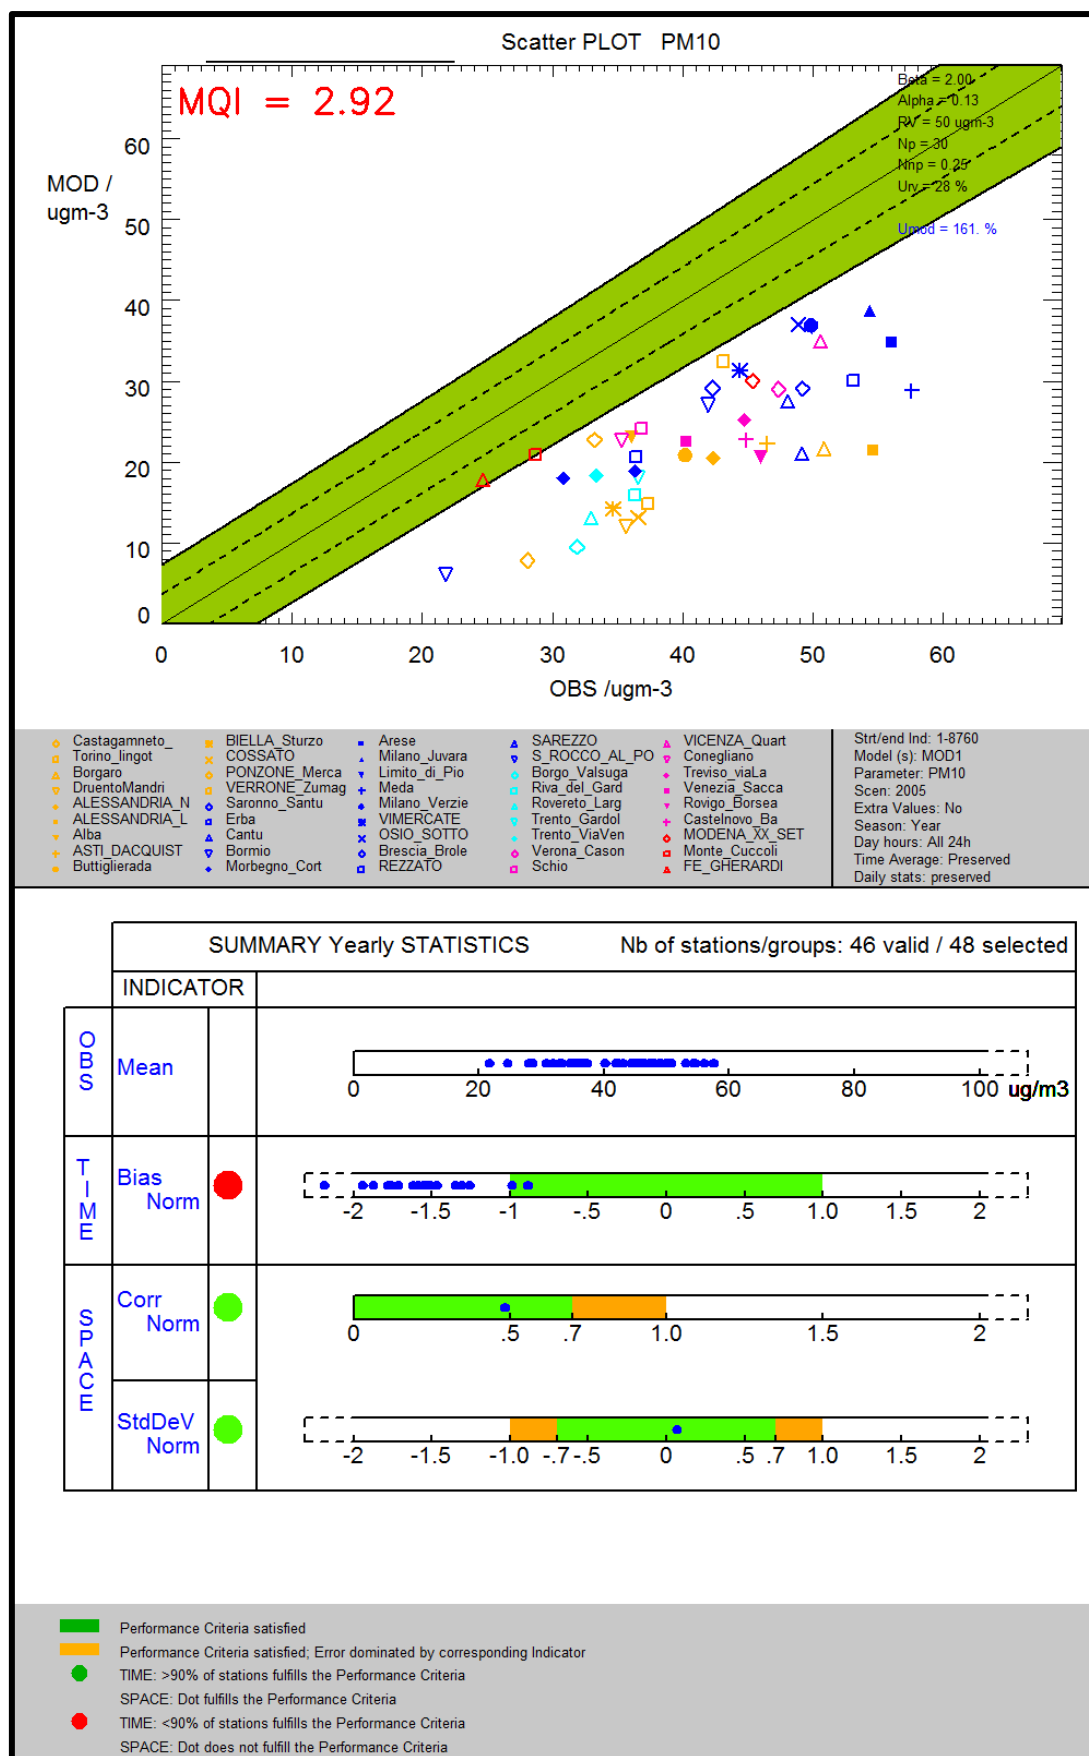 Scatter PLOT   PM10
MQI = 2.92
Beta = 2.00
Alpha = 0.13
RV = 50 ugm-3
Np = 30
Nnp = 0.25
Urv = 28 %
Umod = 161. %
MOD /
ugm-3
60
50
40
30
20
10
0
0 10 20 30 40 50 60
OBS /ugm-3
Castagamneto_ BIELLA_Sturzo Arese SAREZZO VICENZA_Quart
Torino_lingot COSSATO Milano_Juvara S_ROCCO_AL_PO Conegliano
Borgaro PONZONE_Merca Limito_di_Pio Borgo_Valsuga Treviso_viaLa
DruentoMandri VERRONE_Zumag Meda Riva_del_Gard Venezia_Sacca
ALESSANDRIA_N Saronno_Santu Milano_Verzie Rovereto_Larg Rovigo_Borsea
ALESSANDRIA_L Erba VIMERCATE Trento_Gardol Castelnovo_Ba
Alba Cantu OSIO_SOTTO Trento_ViaVen MODENA_XX_SET
ASTI_DACQUIST Bormio Brescia_Brole Verona_Cason Monte_Cuccoli
Buttiglierada Morbegno_Cort REZZATO Schio FE_GHERARDI
Strt/end Ind: 1-8760
Model (s): MOD1
Parameter: PM10
Scen: 2005
Extra Values: No
Season: Year
Day hours: All 24h
Time Average: Preserved
Daily stats: preserved
SUMMARY Yearly STATISTICS Nb of stations/groups: 46 valid / 48 selected
INDICATOR
OBS
Mean
0 20 40 60 80 100 ug/m3
TIME
Bias
Norm
-2 -1.5 -1 -.5 0 .5 1.0 1.5 2
SPACE
Corr
Norm
0 .5 .7 1.0 1.5 2
StdDeV
Norm
-2 -1.5 -1.0 -.7 -.5 0 .5 .7 1.0 1.5 2
Performance Criteria satisfied
Performance Criteria satisfied; Error dominated by corresponding Indicator
TIME: >90% of stations fulfills the Performance Criteria
SPACE: Dot fulfills the Performance Criteria
TIME: <90% of stations fulfills the Performance Criteria
SPACE: Dot does not fulfill the Performance Criteria